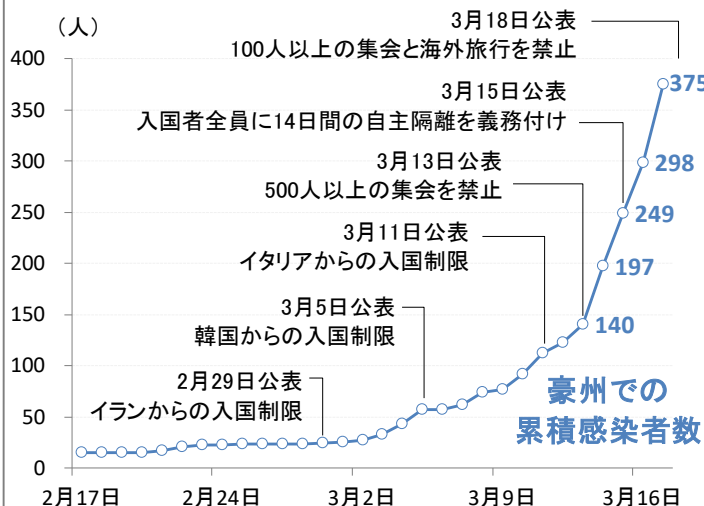 （人）
3月18日公表
100人以上の集会と海外旅行を禁止
3月15日公表
入国者全員に14日間の自主隔離を義務付け
3月13日公表
500人以上の集会を禁止
3月11日公表
イタリアからの入国制限
3月5日公表
韓国からの入国制限
2月29日公表
イランからの入国制限
400
350
300
250
200
150
100
50
0
375
298
249
197
140
豪州での
累積感染者数
2月17日 2月24日 3月2日 3月9日 3月16日